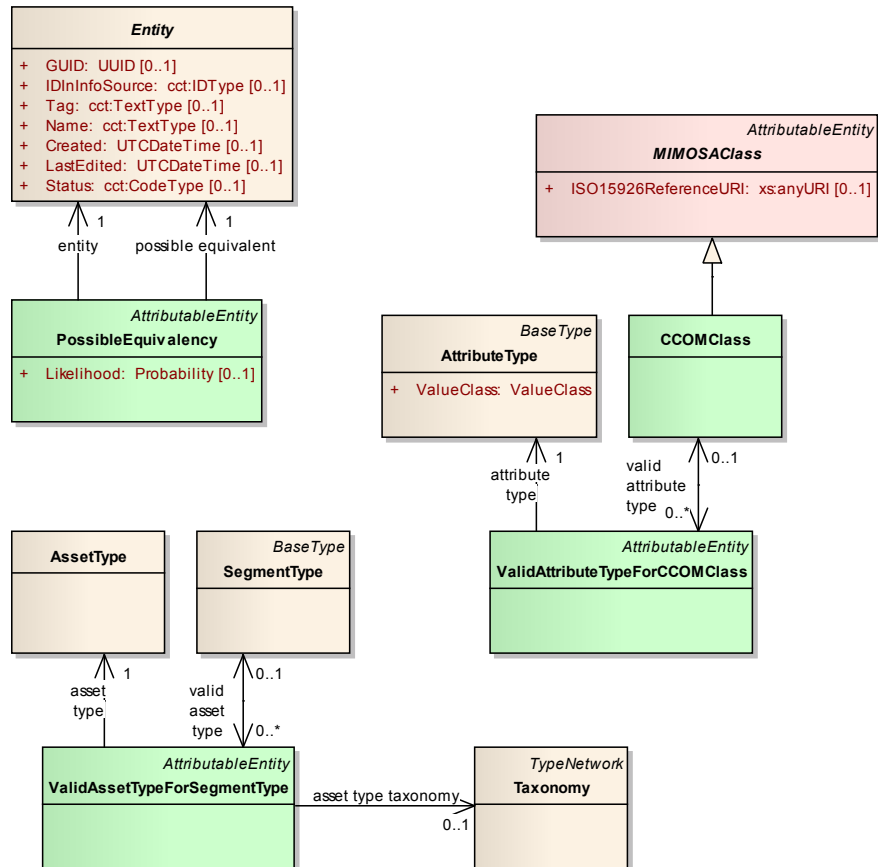 Entity
+ GUID: UUID [0..1]
+ IDInInfoSource: cct:IDType [0..1]
+ Tag: cct:TextType [0..1]
+ Name: cct:TextType [0..1]
+ Created: UTCDateTime [0..1]
+ LastEdited: UTCDateTime [0..1]
+ Status: cct:CodeType [0..1]
1
1
entity
possible equivalent
AttributableEntity
PossibleEquivalency
+ Likelihood: Probability [0..1]
AttributableEntity
MIMOSAClass
+ ISO15926ReferenceURI: xs:anyURI [0..1]
BaseType
AttributeType
+ ValueClass: ValueClass
CCOMClass
1
attribute
type
0..1
valid
attribute
type
0..*
AttributableEntity
ValidAttributeTypeForCCOMClass
AssetType
BaseType
SegmentType
1
asset
type
0..1
valid
asset
type
0..*
AttributableEntity
ValidAssetTypeForSegmentType
asset type taxonomy
0..1
TypeNetwork
Taxonomy